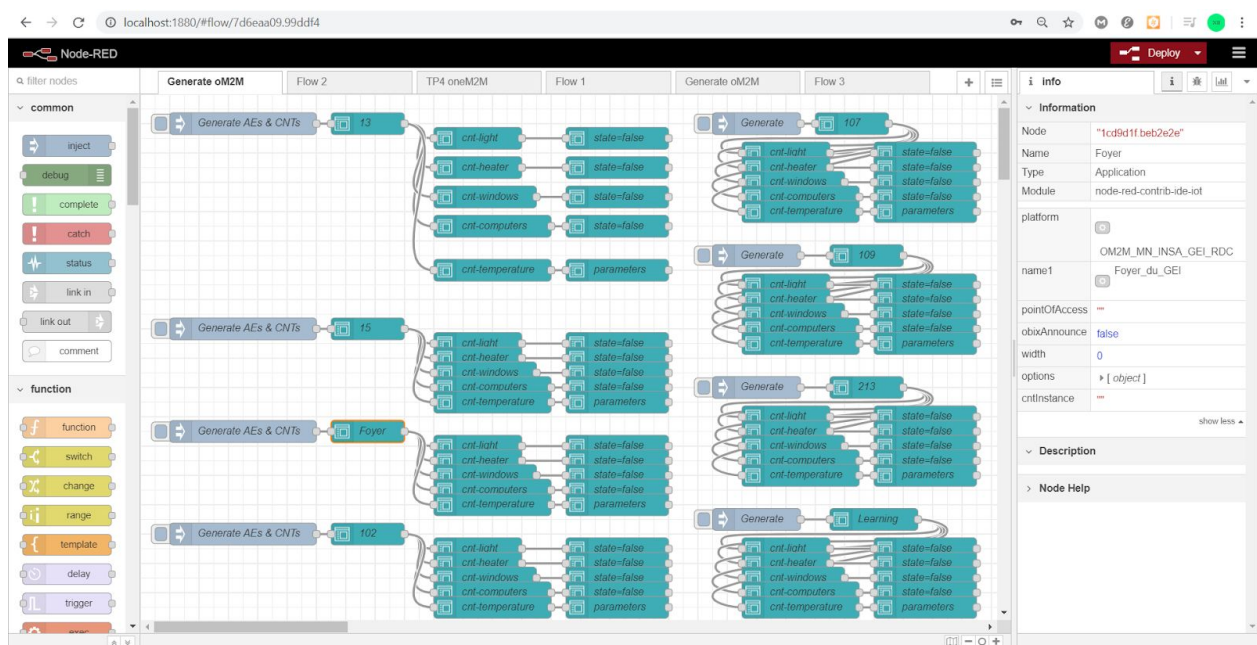 localhost:1880/#flow/7d6eaa09.99ddf4
Node-RED
Deploy
filter nodes
Generate oM2M
Flow 2
TP4 oneM2M
Flow 1
Generate oM2M
Flow 3
i info
common
inject
debug
complete
catch
status
link in
link out
comment
function
function
switch
change
range
template
delay
trigger
exec
Generate AEs & CNTs
13
cnt-light
state=false
cnt-heater
state=false
cnt-windows
state=false
cnt-computers
state=false
cnt-temperature
parameters
Generate AEs & CNTs
15
cnt-light
state=false
cnt-heater
state=false
cnt-windows
state=false
cnt-computers
state=false
cnt-temperature
parameters
Generate AEs & CNTs
Foyer
cnt-light
state=false
cnt-heater
state=false
cnt-windows
state=false
cnt-computers
state=false
cnt-temperature
parameters
Generate AEs & CNTs
102
cnt-light
state=false
cnt-heater
state=false
cnt-windows
state=false
cnt-computers
state=false
cnt-temperature
parameters
Generate
107
cnt-light
state=false
cnt-heater
state=false
cnt-windows
state=false
cnt-computers
state=false
cnt-temperature
parameters
Generate
109
cnt-light
state=false
cnt-heater
state=false
cnt-windows
state=false
cnt-computers
state=false
cnt-temperature
parameters
Generate
213
cnt-light
state=false
cnt-heater
state=false
cnt-windows
state=false
cnt-computers
state=false
cnt-temperature
parameters
Generate
Learning
cnt-light
state=false
cnt-heater
state=false
cnt-windows
state=false
cnt-computers
state=false
cnt-temperature
parameters
Information
Node "1cd9d1f.beb2e2e"
Name Foyer
Type Application
Module node-red-contrib-ide-iot
platform
OM2M_MN_INSA_GEI_RDC
name1 Foyer_du_GEI
pointOfAccess ""
obixAnnounce false
width 0
options [ object ]
cntInstance ""
show less
Description
Node Help